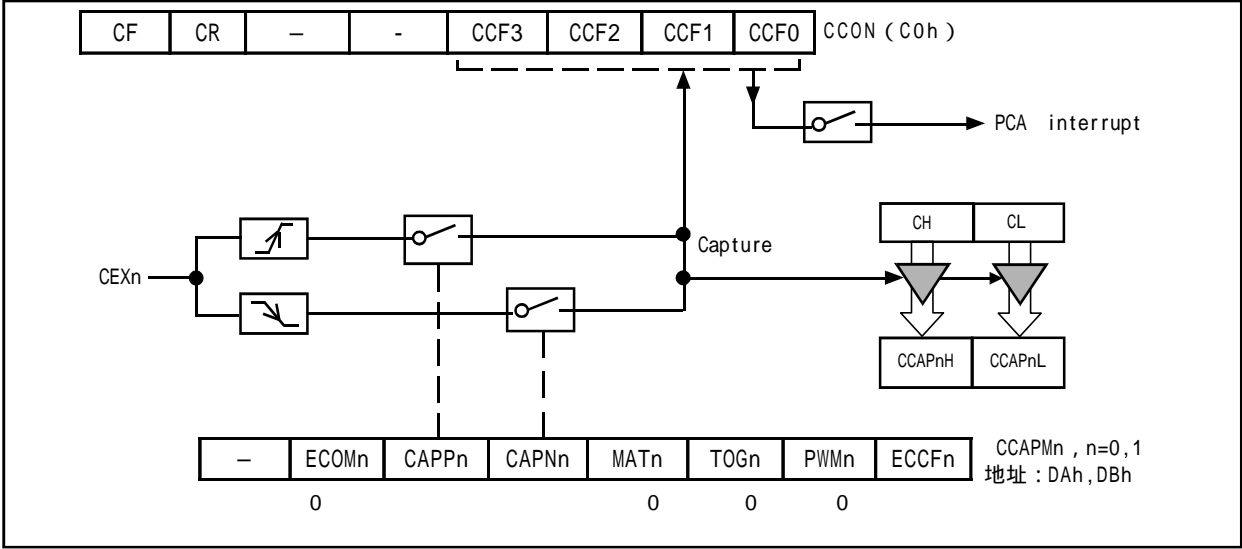 CF CR – - CCF3 CCF2 CCF1 CCF0 CCON（C0h）
PCA interrupt
CH CL
Capture
CEXn
CCAPnH CCAPnL
– ECOMn CAPPn CAPNn MATn TOGn PWMn ECCFn
CCAPMn，n=0,1
地址：DAh,DBh
0 0 0 0